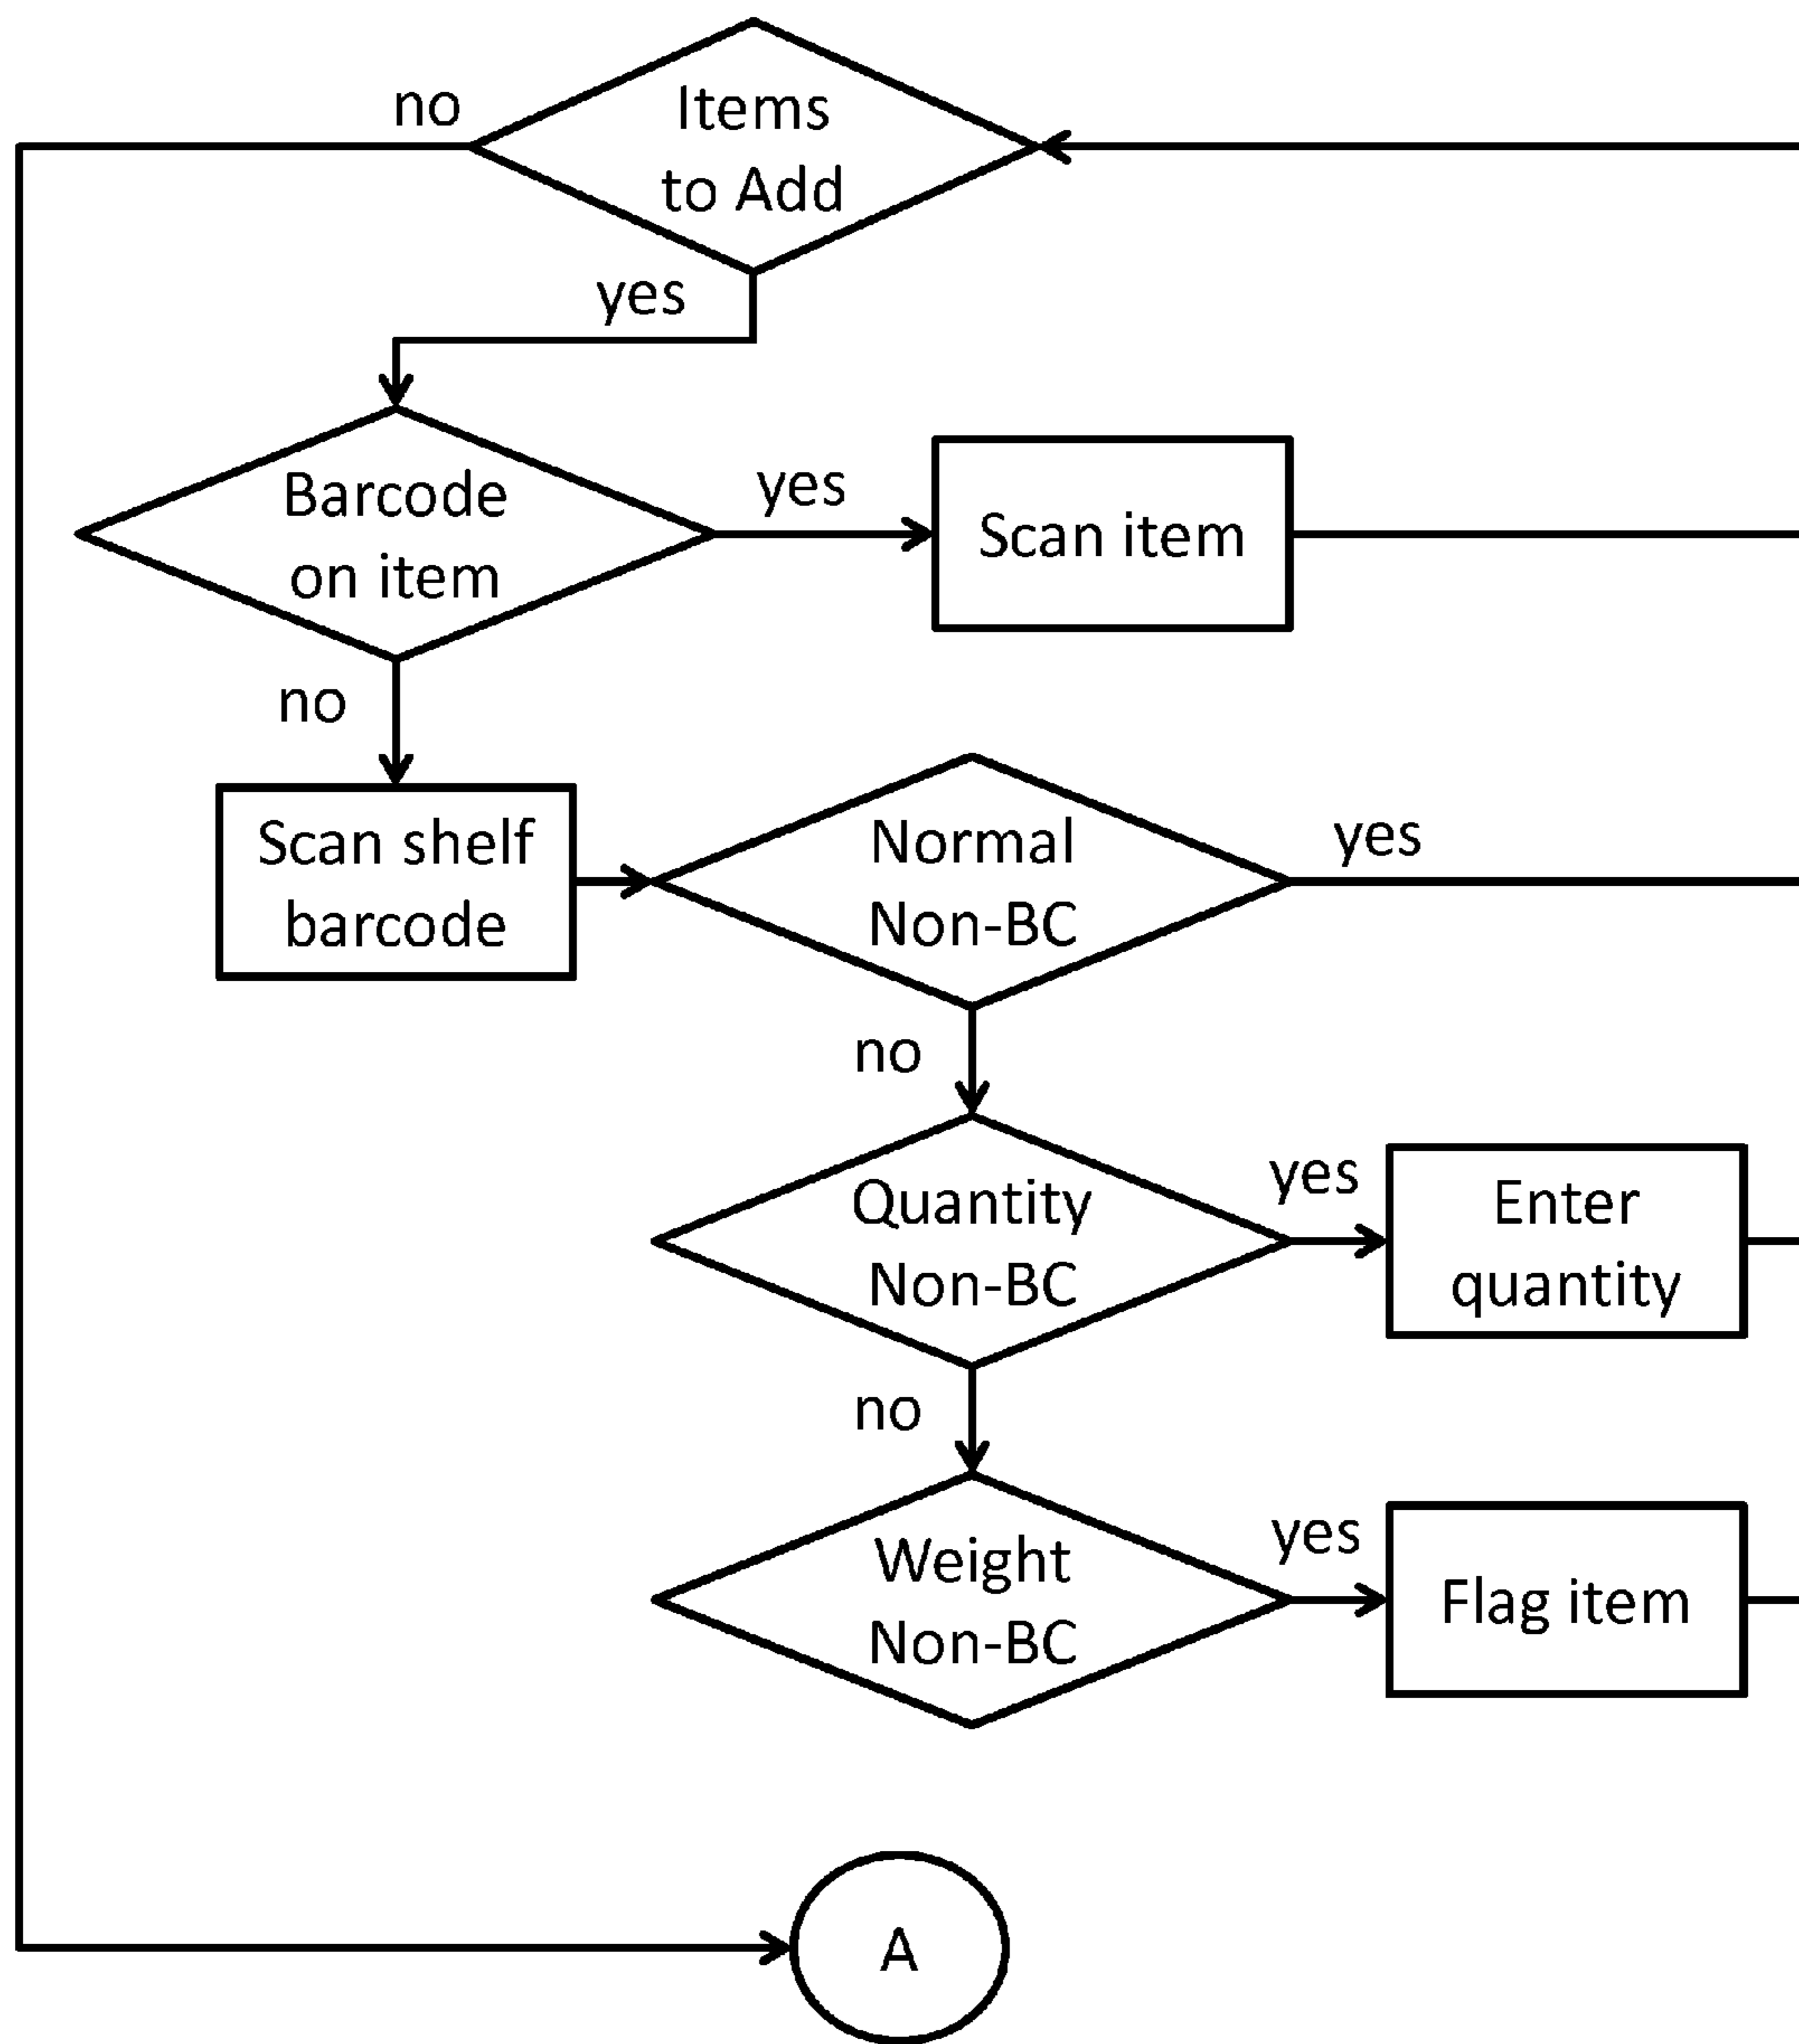 no
Items
to Add
yes
Barcode
on item
yes
Scan item
no
Scan shelf
barcode
Normal
Non-BC
yes
no
Quantity
Non-BC
yes
Enter
quantity
no
Weight
Non-BC
yes
Flag item
A